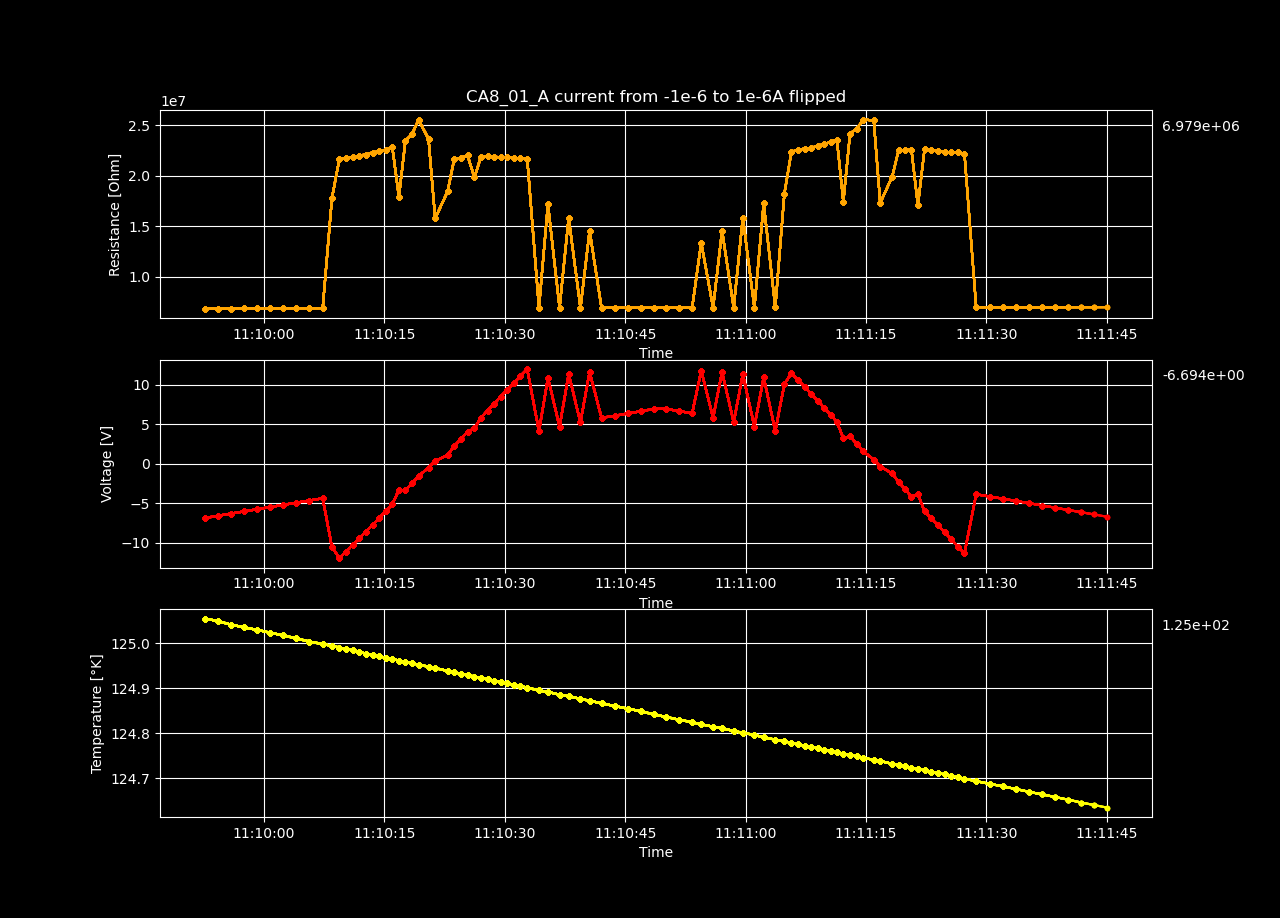 CA8_01_A current from -1e-6 to 1e-6A flipped
1e7
6.979e+06
2.5
2.0
1.5
1.0
Resistance [Ohm]
11:10:00 11:10:15 11:10:30 11:10:45 11:11:00 11:11:15 11:11:30 11:11:45
Time
-6.694e+00
10
5
0
−5
−10
Voltage [V]
11:10:00 11:10:15 11:10:30 11:10:45 11:11:00 11:11:15 11:11:30 11:11:45
Time
1.25e+02
125.0
124.9
124.8
124.7
Temperature [°K]
11:10:00 11:10:15 11:10:30 11:10:45 11:11:00 11:11:15 11:11:30 11:11:45
Time